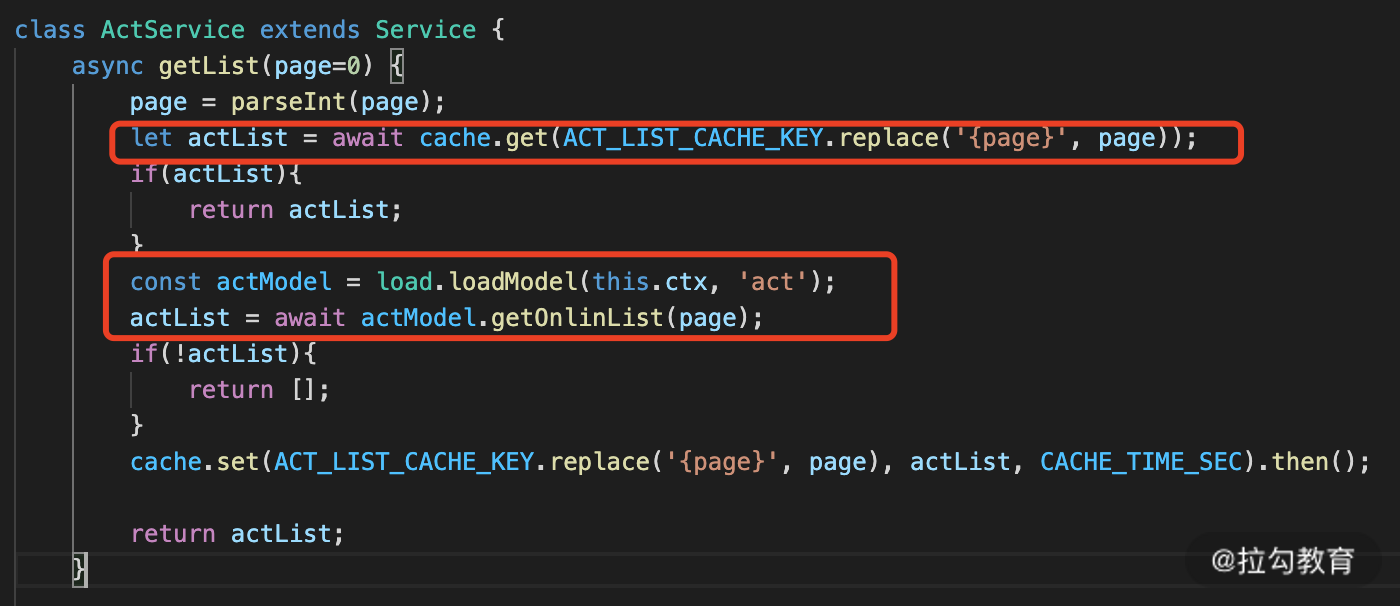 class ActService extends Service {
async getList(page=0) {
page = parseInt(page);
let actList = await cache.get(ACT_LIST_CACHE_KEY.replace('{page}', page));
if(actList){
return actList;
}
const actModel = load.loadModel(this.ctx, 'act');
actList = await actModel.getOnlinList(page);
if(!actList){
return [];
}
cache.set(ACT_LIST_CACHE_KEY.replace('{page}', page), actList, CACHE_TIME_SEC).then();
return actList;
}
@拉勾教育